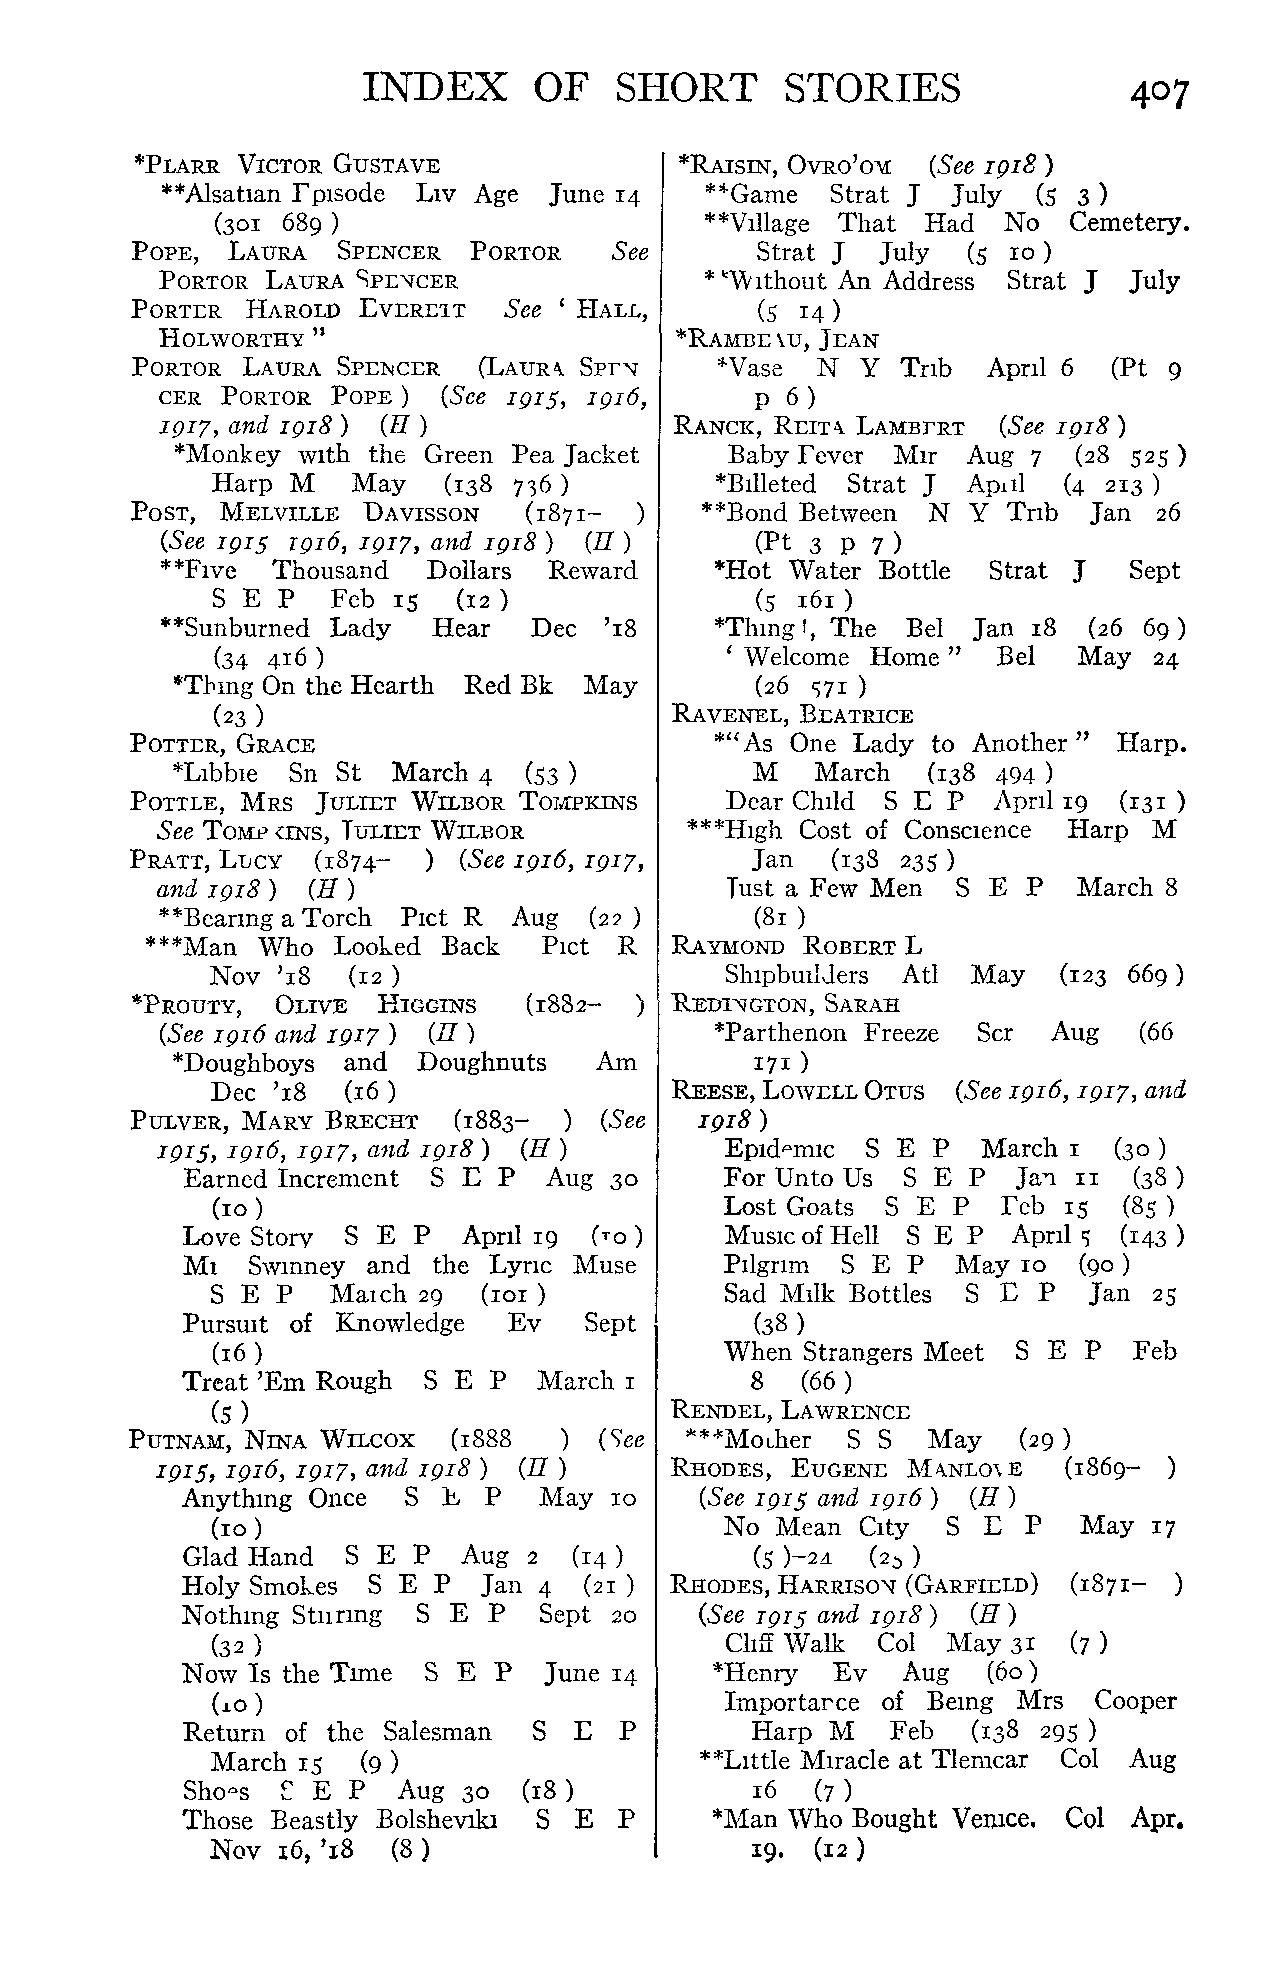 INDEX OF SHORT STORIES 407
*PLARR VICTOR GUSTAVE
**Alsatian Episode Liv Age June 14
(301 689 )
POPE, LAURA SPENCER PORTOR See
PORTOR LAURA SPENCER
PORTER HAROLD EVERETT See ‘ HALL,
HOLWORTHY ”
PORTOR LAURA SPENCER (LAURA SPEN
CER PORTOR POPE ) (See 1915, 1916,
1917, and 1918 ) (H )
*Monkey with the Green Pea Jacket
Harp M May (138 736 )
POST, MELVILLE DAVISSON (1871– )
(See 1915 1916, 1917, and 1918 ) (H )
**Five Thousand Dollars Reward
S E P Feb 15 (12 )
**Sunburned Lady Hear Dec ’18
(34 416 )
*Thing On the Hearth Red Bk May
(23 )
POTTER, GRACE
*Libbie Sn St March 4 (53 )
POTTLE, MRS JULIET WILBOR TOMPKINS
See TOMPKINS, JULIET WILBOR
PRATT, LUCY (1874– ) (See 1916, 1917,
and 1918 ) (H )
**Bearing a Torch Pict R Aug (22 )
***Man Who Looked Back Pict R
Nov ’18 (12 )
*PROUTY, OLIVE HIGGINS (1882– )
(See 1916 and 1917 ) (H )
*Doughboys and Doughnuts Am
Dec ’18 (16 )
PULVER, MARY BRECHT (1883– ) (See
1915, 1916, 1917, and 1918 ) (H )
Earned Increment S E P Aug 30
(10 )
Love Story S E P April 19 (10 )
Mr Swinney and the Lyric Muse
S E P March 29 (101 )
Pursuit of Knowledge Ev Sept
(16 )
Treat ’Em Rough S E P March 1
(5 )
PUTNAM, NINA WILCOX (1888 ) (See
1915, 1916, 1917, and 1918 ) (H )
Anything Once S E P May 10
(10 )
Glad Hand S E P Aug 2 (14 )
Holy Smokes S E P Jan 4 (21 )
Nothing Stirring S E P Sept 20
(32 )
Now Is the Time S E P June 14
(10 )
Return of the Salesman S E P
March 15 (9 )
Shoes S E P Aug 30 (18 )
Those Beastly Bolsheviki S E P
Nov 16, ’18 (8 )
*RAISIN, OVRO’OM (See 1918 )
**Game Strat J July (5 3 )
**Village That Had No Cemetery.
Strat J July (5 10 )
**Without An Address Strat J July
(5 14 )
*RAMBEAU, JEAN
*Vase N Y Trib April 6 (Pt 9
p 6 )
RANCK, REITA LAMBERT (See 1918 )
Baby Fever Mir Aug 7 (28 525 )
*Billeted Strat J April (4 213 )
**Bond Between N Y Trib Jan 26
(Pt 3 p 7 )
*Hot Water Bottle Strat J Sept
(5 161 )
*Thing!, The Bel Jan 18 (26 69 )
‘ Welcome Home ” Bel May 24
(26 571 )
RAVENEL, BEATRICE
*“As One Lady to Another ” Harp.
M March (138 494 )
Dear Child S E P April 19 (131 )
***High Cost of Conscience Harp M
Jan (138 235 )
Just a Few Men S E P March 8
(81 )
RAYMOND ROBERT L
Shipbuilders Atl May (123 669 )
REDINGTON, SARAH
*Parthenon Freeze Scr Aug (66
171 )
REESE, LOWELL OTUS (See 1916, 1917, and
1918 )
Epidemic S E P March 1 (30 )
For Unto Us S E P Jan 11 (38 )
Lost Goats S E P Feb 15 (85 )
Music of Hell S E P April 5 (143 )
Pilgrim S E P May 10 (90 )
Sad Milk Bottles S E P Jan 25
(38 )
When Strangers Meet S E P Feb
8 (66 )
RENDEL, LAWRENCE
***Mother S S May (29 )
RHODES, EUGENE MANLOVE (1869– )
(See 1915 and 1916 ) (H )
No Mean City S E P May 17
(5 )–24 (25 )
RHODES, HARRISON (GARFIELD) (1871– )
(See 1915 and 1918 ) (H )
Cliff Walk Col May 31 (7 )
*Henry Ev Aug (60 )
Importance of Being Mrs Cooper
Harp M Feb (138 295 )
**Little Miracle at Tlemcar Col Aug
16 (7 )
*Man Who Bought Venice. Col Apr.
19. (12 )